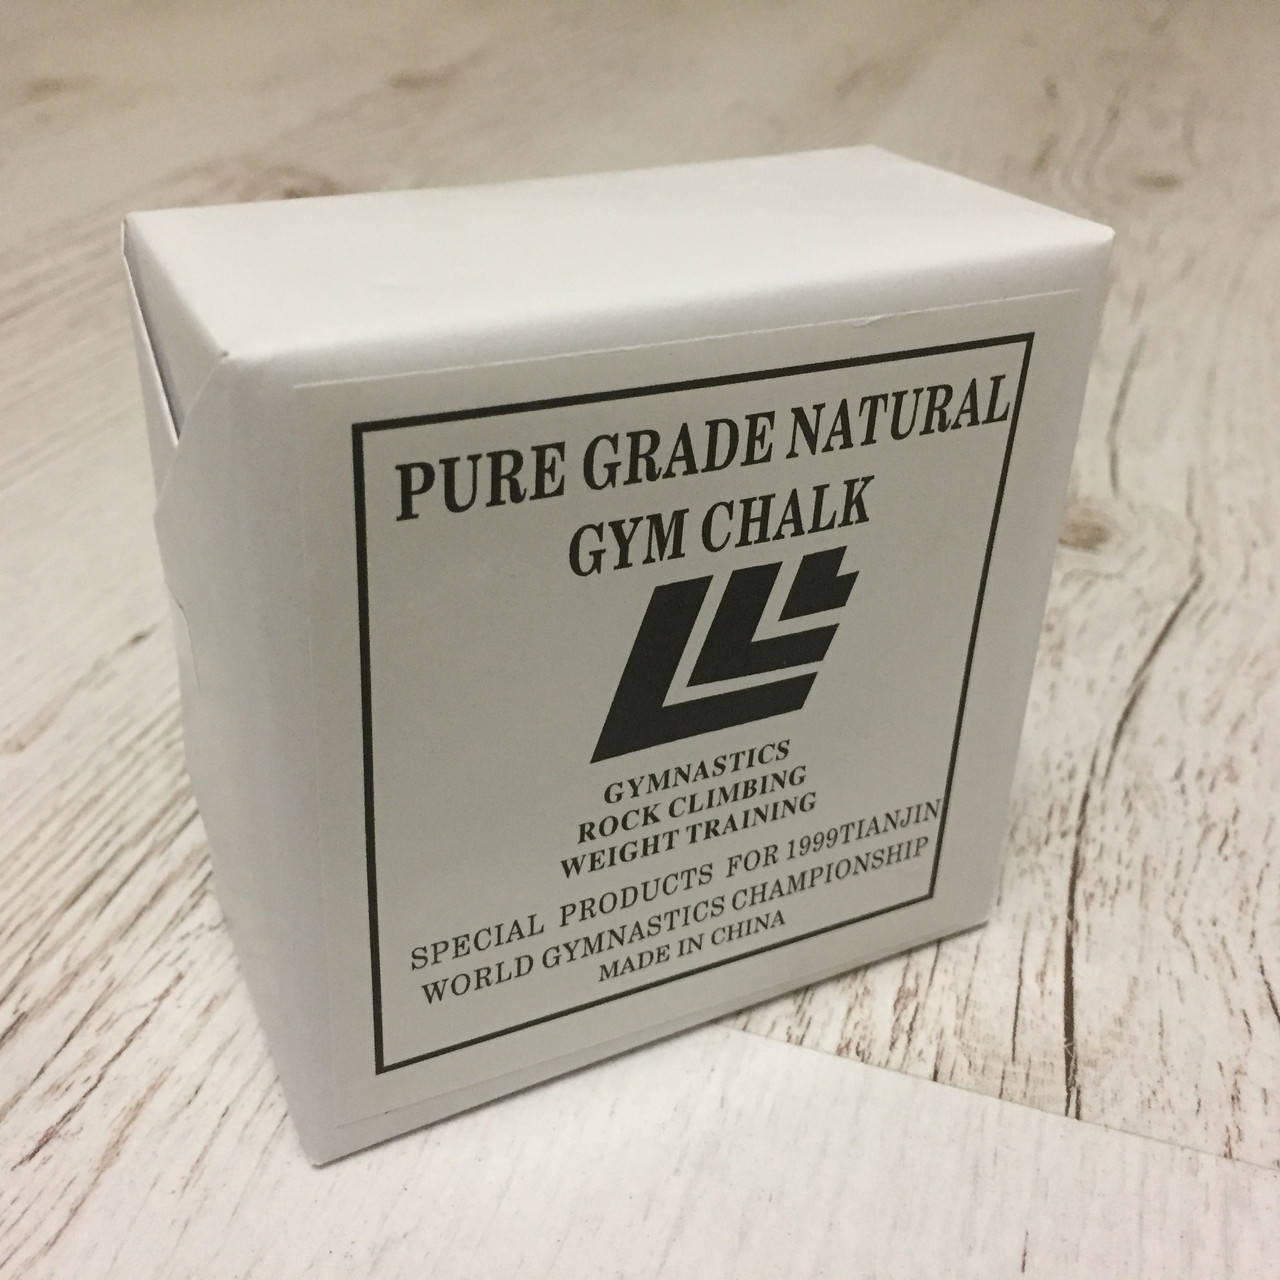 PURE GRADE NATURAL
GYM CHALK
GYMNASTICS
ROCK CLIMBING
WEIGHT TRAINING
SPECIAL PRODUCTS FOR 1999TIANJIN
WORLD GYMNASTICS CHAMPIONSHIP
MADE IN CHINA